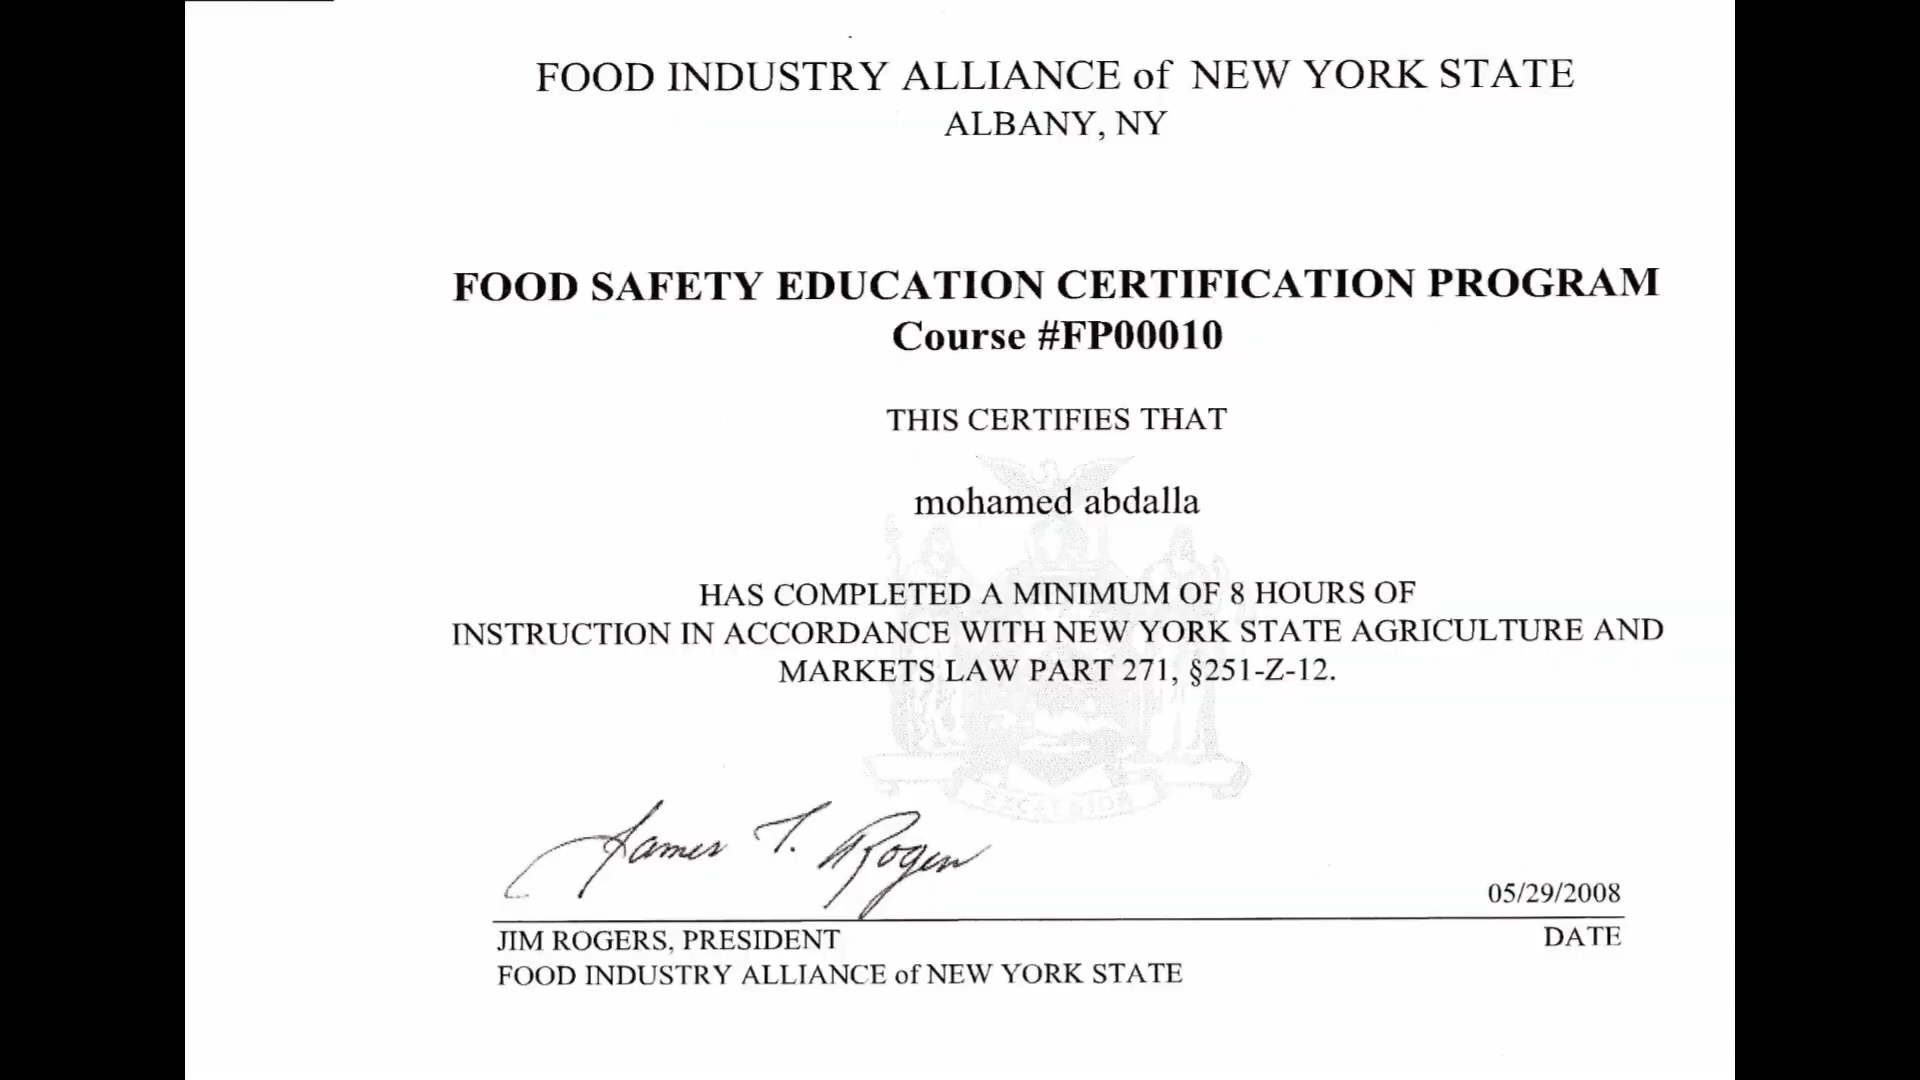 FOOD INDUSTRY ALLIANCE of NEW YORK STATE
ALBANY, NY
FOOD SAFETY EDUCATION CERTIFICATION PROGRAM
Course #FP00010
THIS CERTIFIES THAT
mohamed abdalla
HAS COMPLETED A MINIMUM OF 8 HOURS OF
INSTRUCTION IN ACCORDANCE WITH NEW YORK STATE AGRICULTURE AND
MARKETS LAW PART 271, §251-Z-12.
EXCELSIOR
James T. Rogers
05/29/2008
JIM ROGERS, PRESIDENT
DATE
FOOD INDUSTRY ALLIANCE of NEW YORK STATE